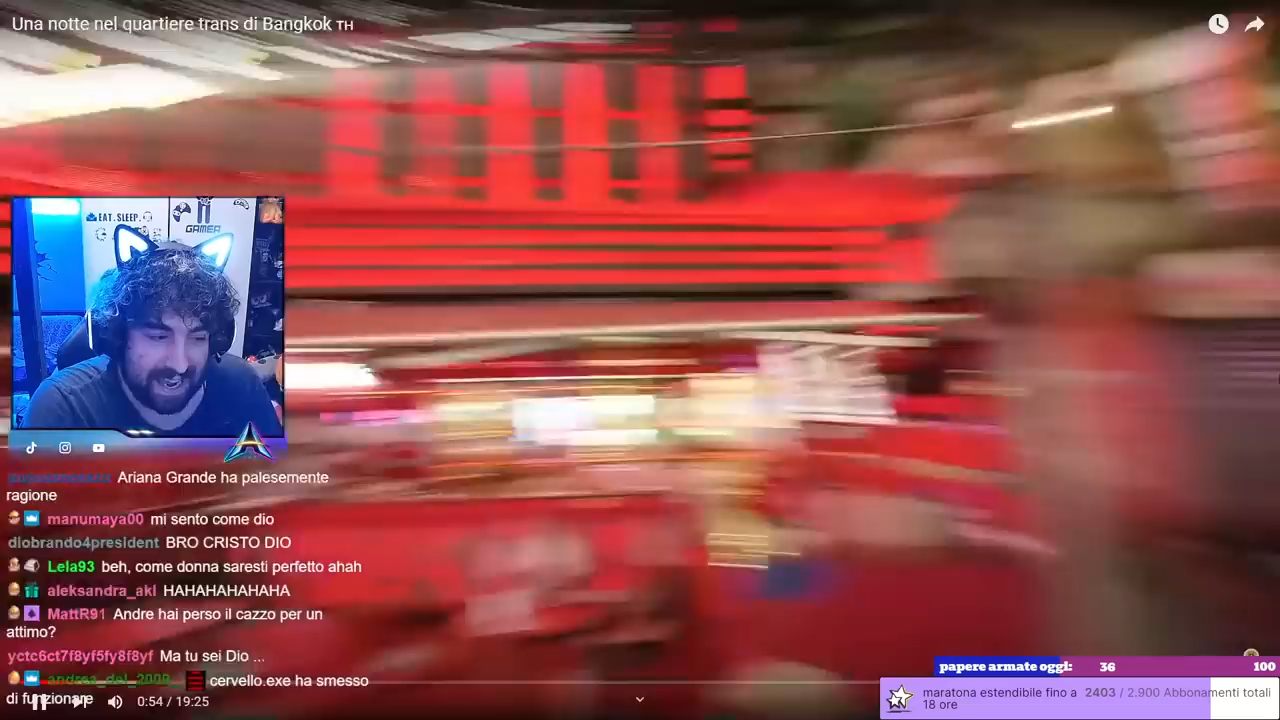 Una notte nel quartiere trans di Bangkok TH
EAT.SLEEP.
GAMER
Ariana Grande ha palesemente
ragione
manumaya00 mi sento come dio
diobrando4president BRO CRISTO DIO
Lela93 beh, come donna saresti perfetto ahah
aleksandra_akl HAHAHAHAHAHA
MattR91 Andre hai perso il cazzo per un
attimo?
yctc6ct7f8yf5fy8f8yf Ma tu sei Dio ...
andrea_del_2009_ cervello.exe ha smesso
di funzionare
0:54 / 19:25
papere armate oggi: 36 100
maratona estendibile fino a 2403 / 2.900 Abbonamenti totali
18 ore